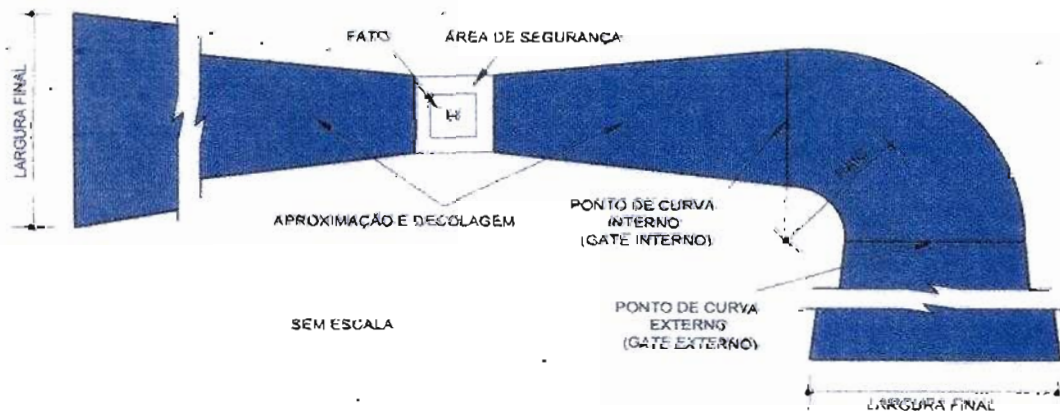 FATO
ÁREA DE SEGURANÇA
LARGURA FINAL
H
RAIO
APROXIMAÇÃO E DECOLAGEM
PONTO DE CURVA
INTERNO
(GATE INTERNO)
PONTO DE CURVA
EXTERNO
(GATE EXTERNO)
SEM ESCALA
LARGURA FINAL